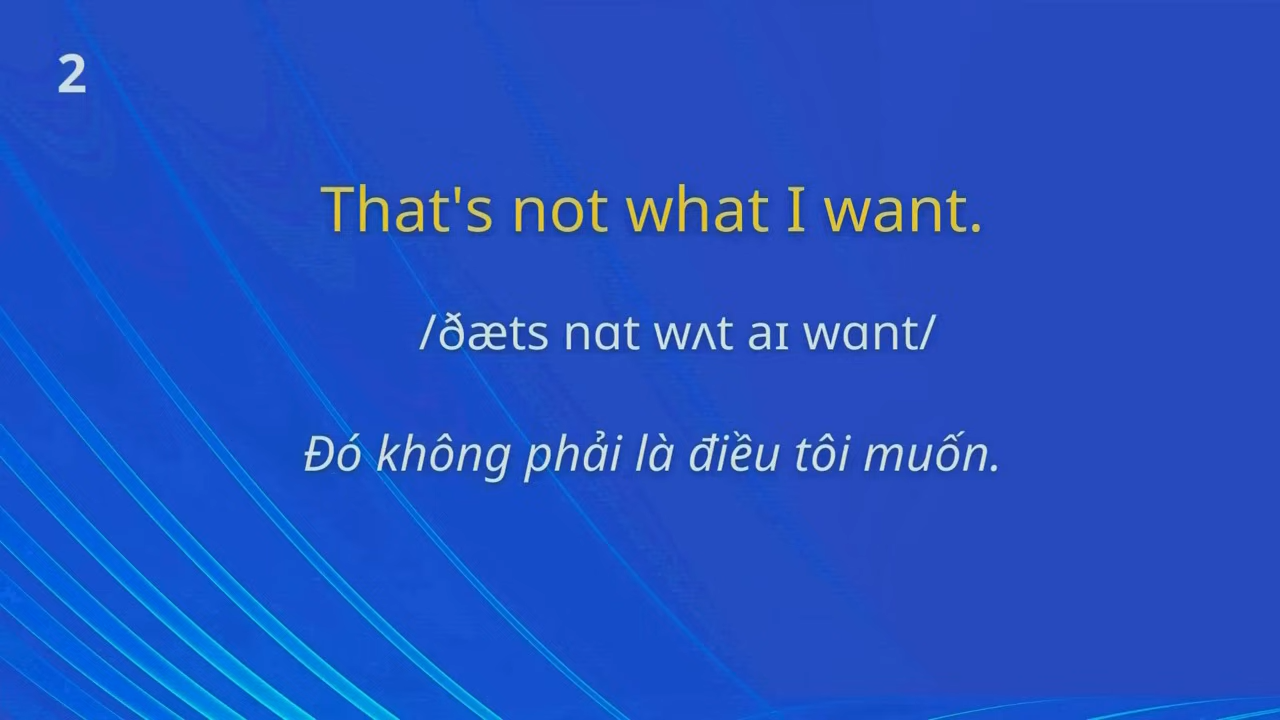 2
That's not what I want.
/ðæts nɑt wʌt aɪ wɑnt/
Đó không phải là điều tôi muốn.